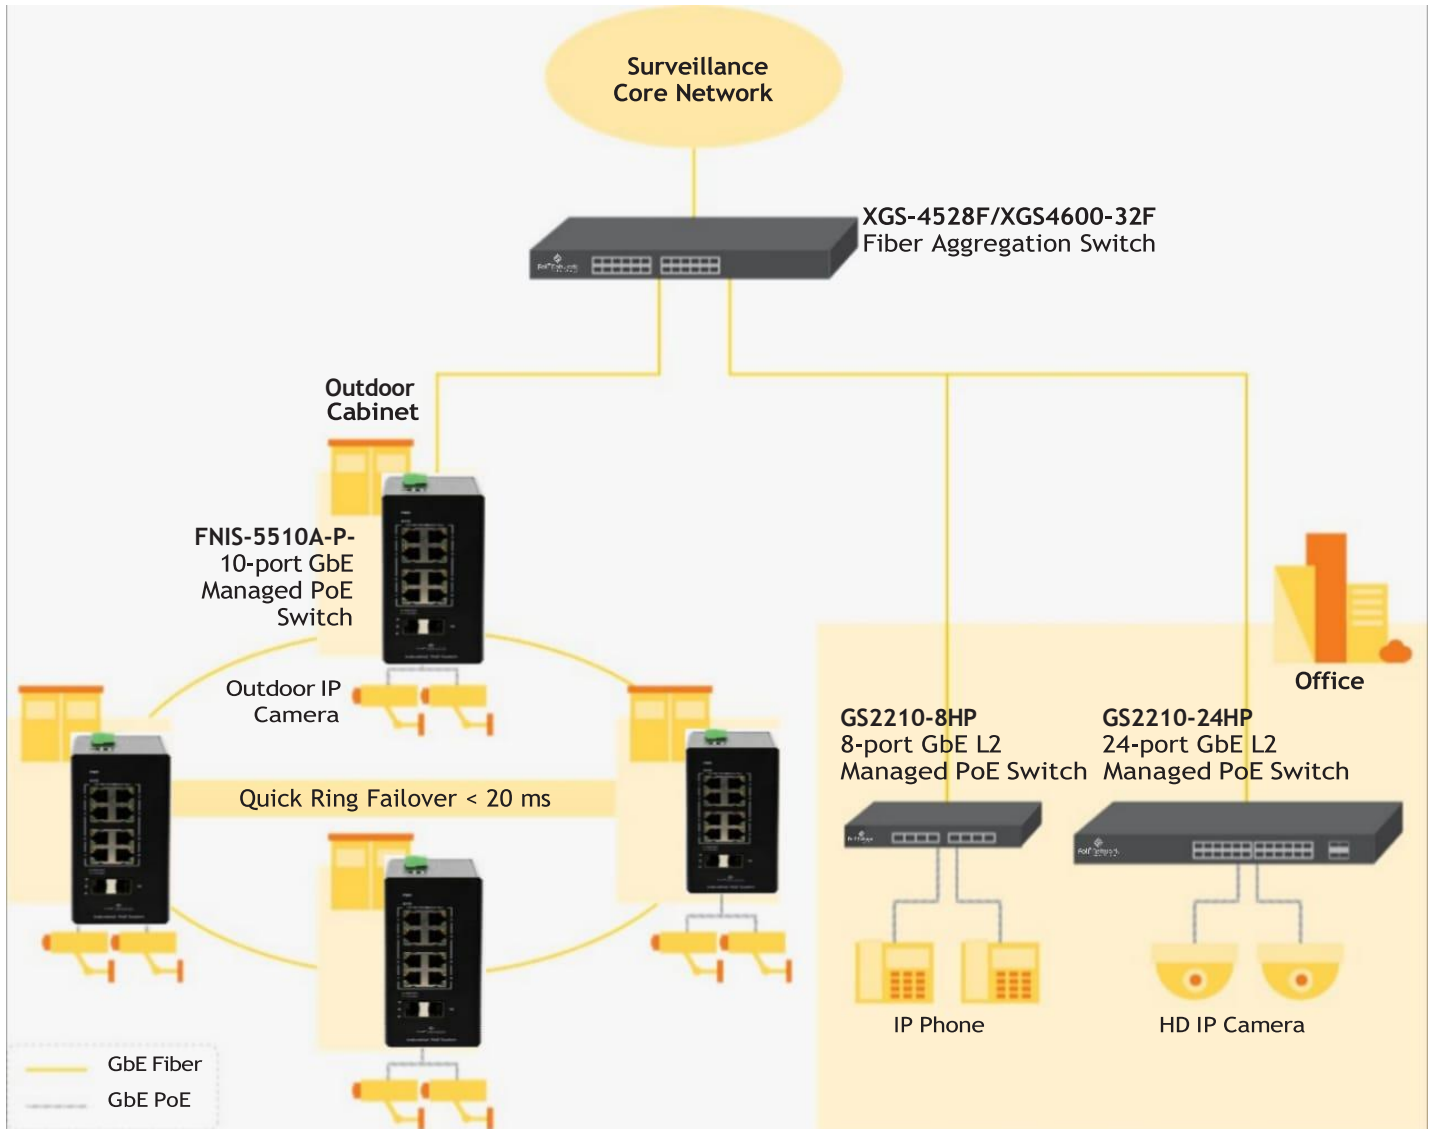 Surveillance
Core Network
XGS-4528F/XGS4600-32F
Fiber Aggregation Switch
Outdoor
Cabinet
FNIS-5510A-P-
10-port GbE
Managed PoE
Switch
Outdoor IP
Camera
Quick Ring Failover < 20 ms
Office
GS2210-8HP
8-port GbE L2
Managed PoE Switch
GS2210-24HP
24-port GbE L2
Managed PoE Switch
IP Phone
HD IP Camera
GbE Fiber
GbE PoE